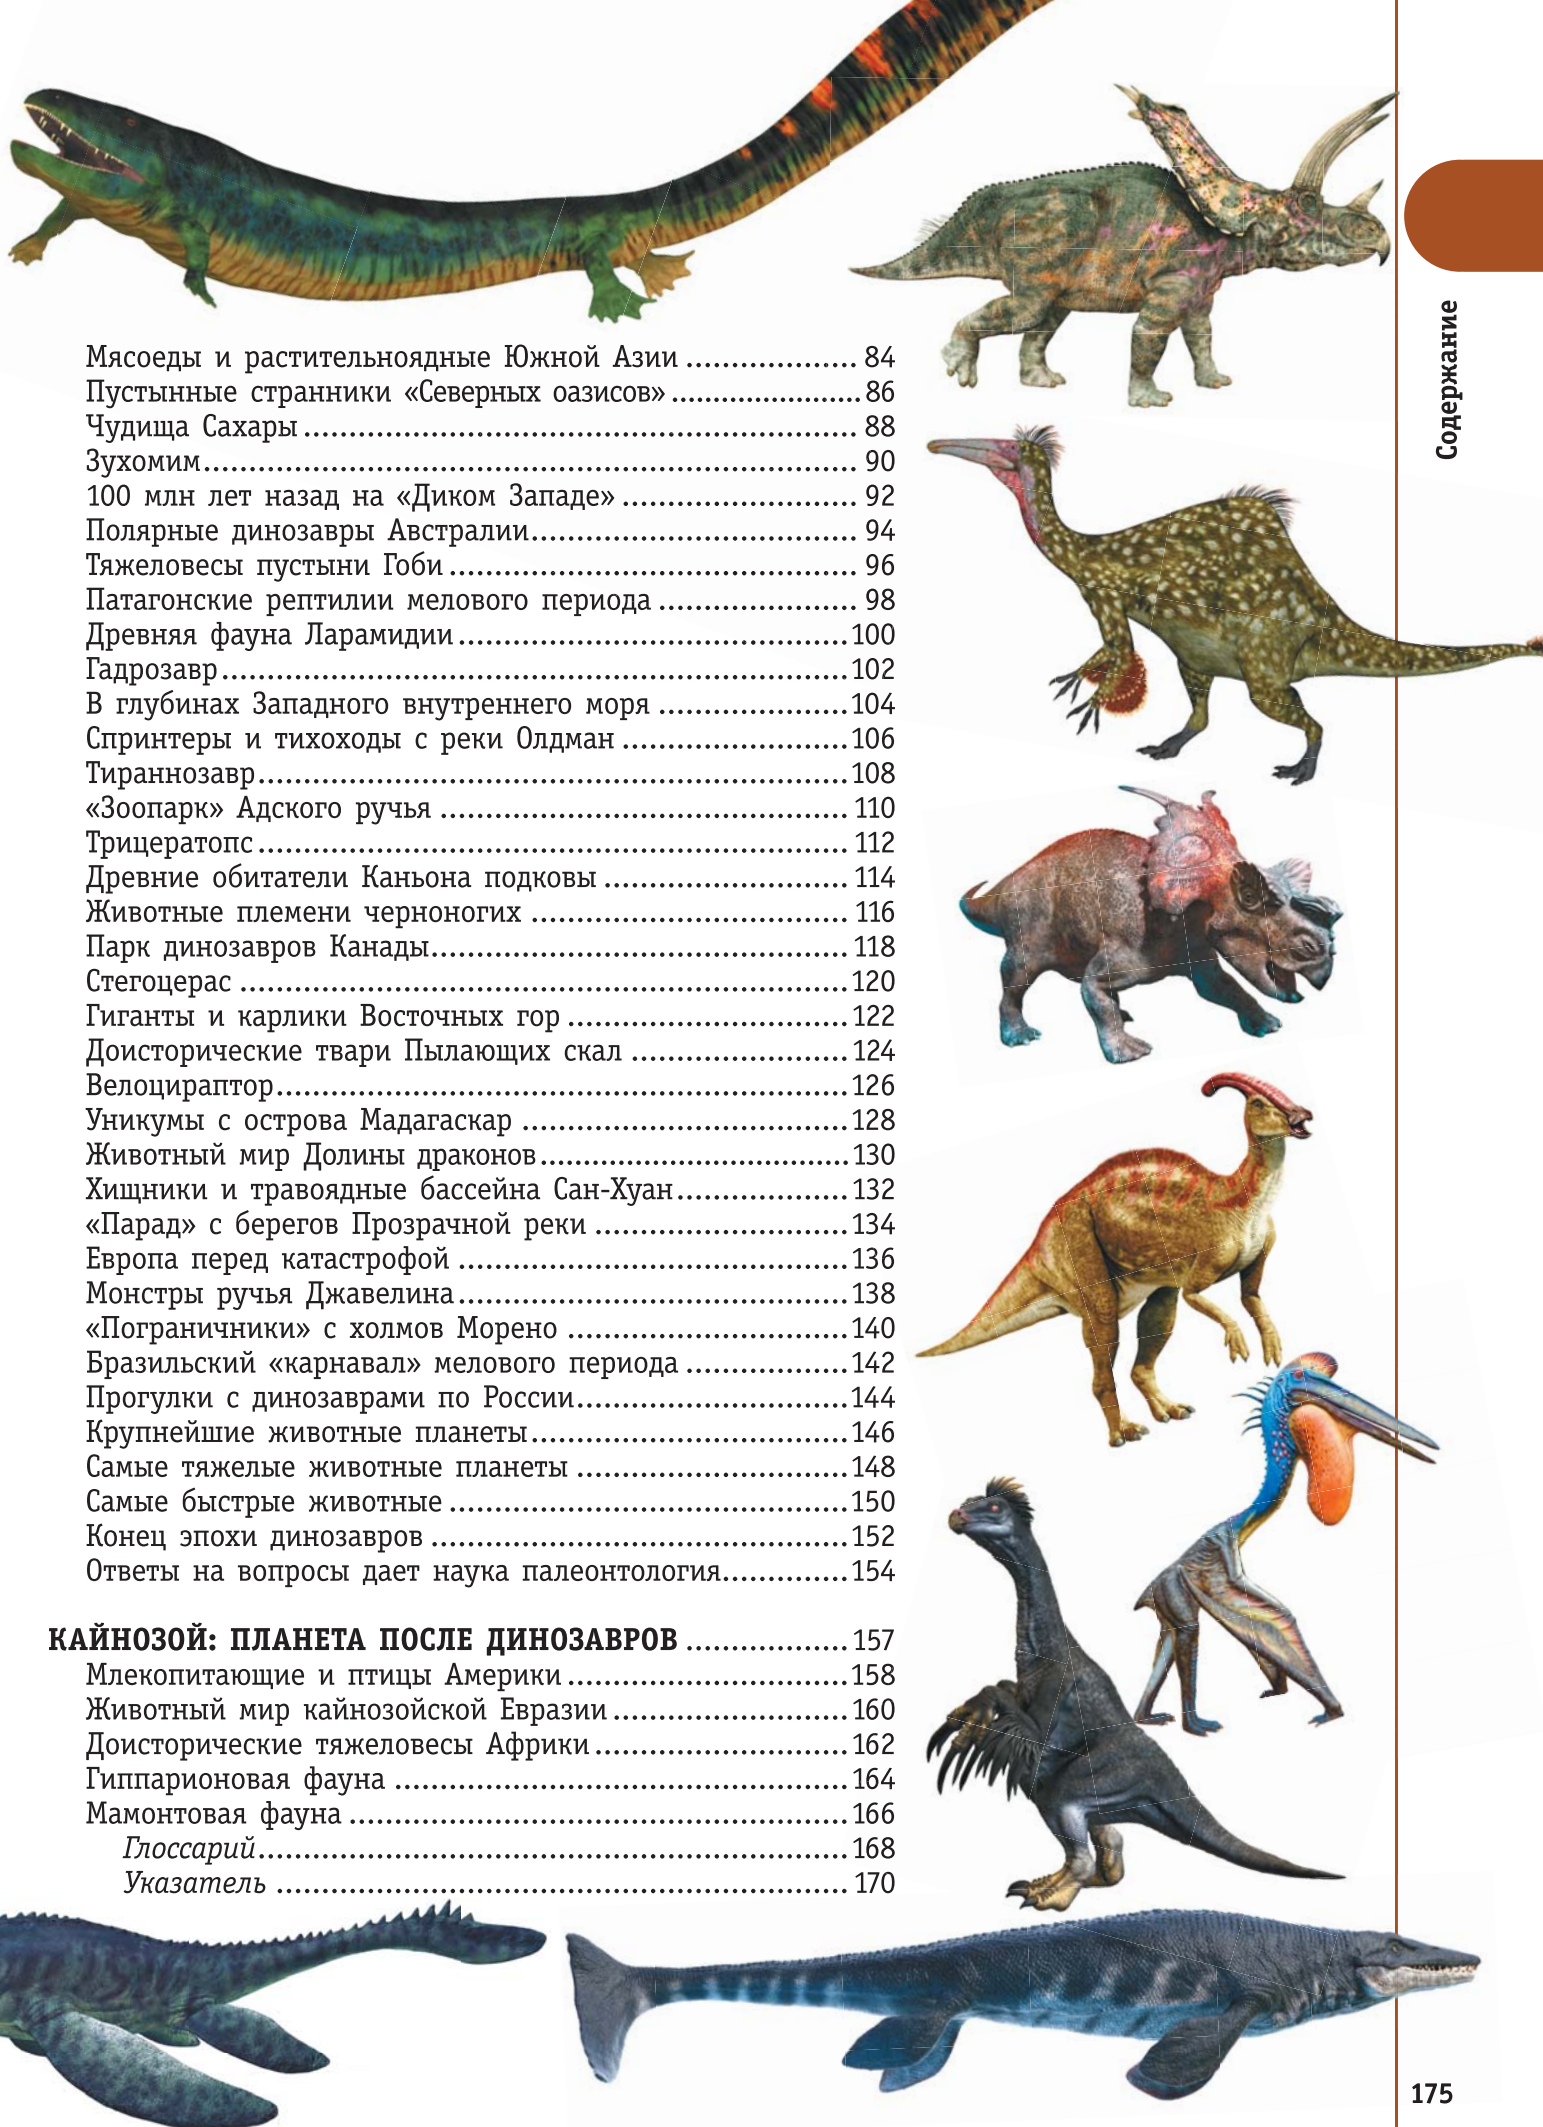 Содержание
Мясоеды и растительноядные Южной Азии ................... 84
Пустынные странники «Северных оазисов» ..................... 86
Чудища Сахары ............................................................. 88
Зухомим ........................................................................ 90
100 млн лет назад на «Диком Западе» .......................... 92
Полярные динозавры Австралии .................................... 94
Тяжеловесы пустыни Гоби ............................................. 96
Патагонские рептилии мелового периода ...................... 98
Древняя фауна Ларамидии ........................................... 100
Гадрозавр ..................................................................... 102
В глубинах Западного внутреннего моря ..................... 104
Спринтеры и тихоходы с реки Олдман ......................... 106
Тираннозавр ................................................................. 108
«Зоопарк» Адского ручья ............................................. 110
Трицератопс ................................................................. 112
Древние обитатели Каньона подковы ........................... 114
Животные племени черноногих ................................... 116
Парк динозавров Канады .............................................. 118
Стегоцерас ................................................................... 120
Гиганты и карлики Восточных гор ............................... 122
Доисторические твари Пылающих скал ........................ 124
Велоцираптор ............................................................... 126
Уникумы с острова Мадагаскар .................................... 128
Животный мир Долины драконов .................................. 130
Хищники и травоядные бассейна Сан-Хуан ................... 132
«Парад» с берегов Прозрачной реки ............................ 134
Европа перед катастрофой ........................................... 136
Монстры ручья Джавелина ........................................... 138
«Пограничники» с холмов Морено ............................... 140
Бразильский «карнавал» мелового периода .................. 142
Прогулки с динозаврами по России .............................. 144
Крупнейшие животные планеты ................................... 146
Самые тяжелые животные планеты .............................. 148
Самые быстрые животные ............................................ 150
Конец эпохи динозавров .............................................. 152
Ответы на вопросы дает наука палеонтология .............. 154
КАЙНОЗОЙ: ПЛАНЕТА ПОСЛЕ ДИНОЗАВРОВ .................. 157
Млекопитающие и птицы Америки ............................... 158
Животный мир кайнозойской Евразии .......................... 160
Доисторические тяжеловесы Африки ............................ 162
Гиппарионовая фауна .................................................. 164
Мамонтовая фауна ....................................................... 166
Глоссарий ................................................................. 168
Указатель ................................................................ 170
175